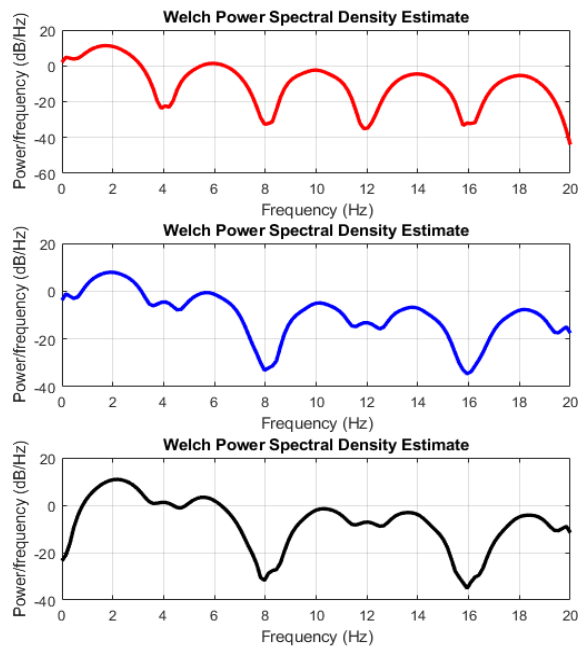 Welch Power Spectral Density Estimate
Power/frequency (dB/Hz)
20
0
-20
-40
-60
0 2 4 6 8 10 12 14 16 18 20
Frequency (Hz)
Welch Power Spectral Density Estimate
Power/frequency (dB/Hz)
20
0
-20
-40
0 2 4 6 8 10 12 14 16 18 20
Frequency (Hz)
Welch Power Spectral Density Estimate
Power/frequency (dB/Hz)
20
0
-20
-40
0 2 4 6 8 10 12 14 16 18 20
Frequency (Hz)